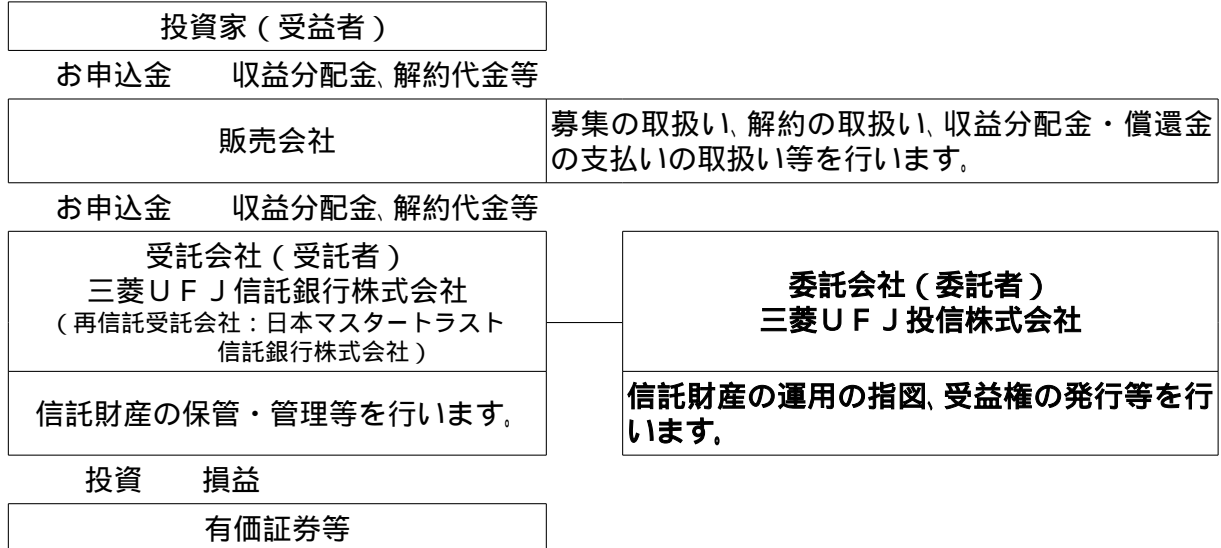 投資家(受益者)
お申込金　収益分配金、解約代金等
販売会社
募集の取扱い、解約の取扱い、収益分配金・償還金
の支払いの取扱い等を行います。
お申込金　収益分配金、解約代金等
受託会社(受託者)
三菱UFJ信託銀行株式会社
(再信託受託会社:日本マスタートラスト
信託銀行株式会社)
委託会社(委託者)
三菱UFJ投信株式会社
信託財産の保管・管理等を行います。
信託財産の運用の指図、受益権の発行等を行
います。
投資　損益
有価証券等